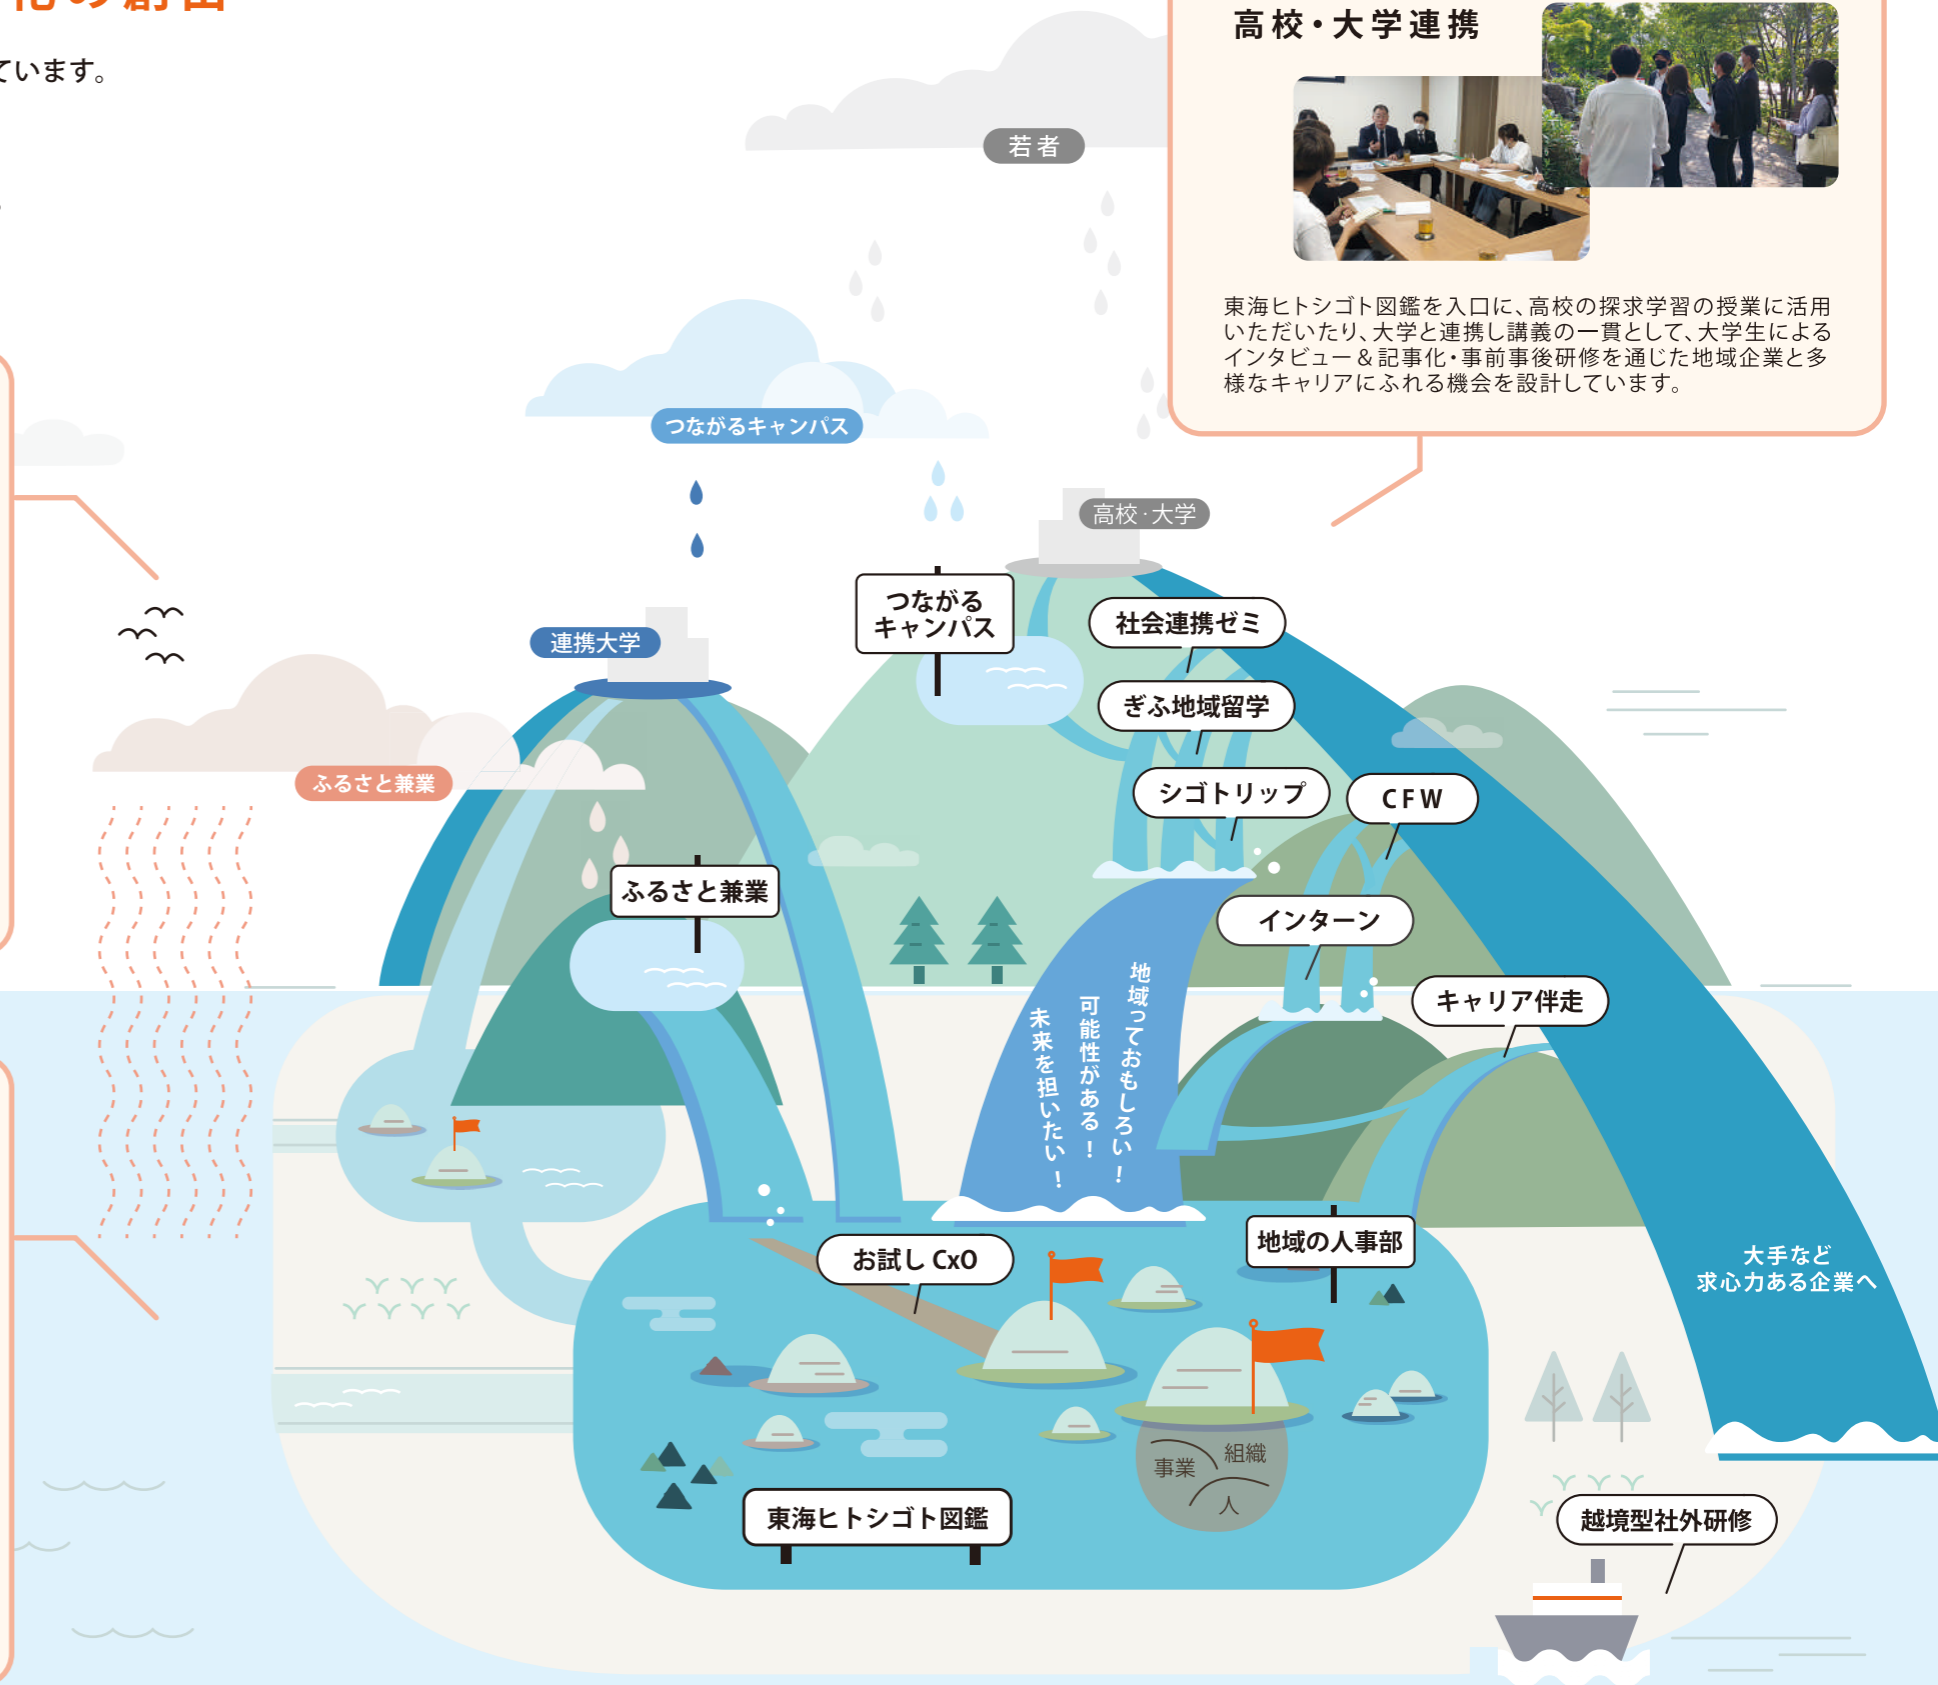 ています。
高校・大学連携
東海ヒトシゴト図鑑を入口に、高校の探求学習の授業に活用
いただいたり、大学と連携し講義の一貫として、大学生による
インタビュー＆記事化・事前事後研修を通じた地域企業と多
様なキャリアにふれる機会を設計しています。
若者
つながるキャンパス
高校・大学
つながる
キャンパス
社会連携ゼミ
連携大学
ぎふ地域留学
ふるさと兼業
シゴトリップ
CFW
ふるさと兼業
インターン
キャリア伴走
地域っておもしろい！
可能性がある！
未来を担いたい！
お試し CxO
地域の人事部
大手など
求心力ある企業へ
事業
組織
人
東海ヒトシゴト図鑑
越境型社外研修